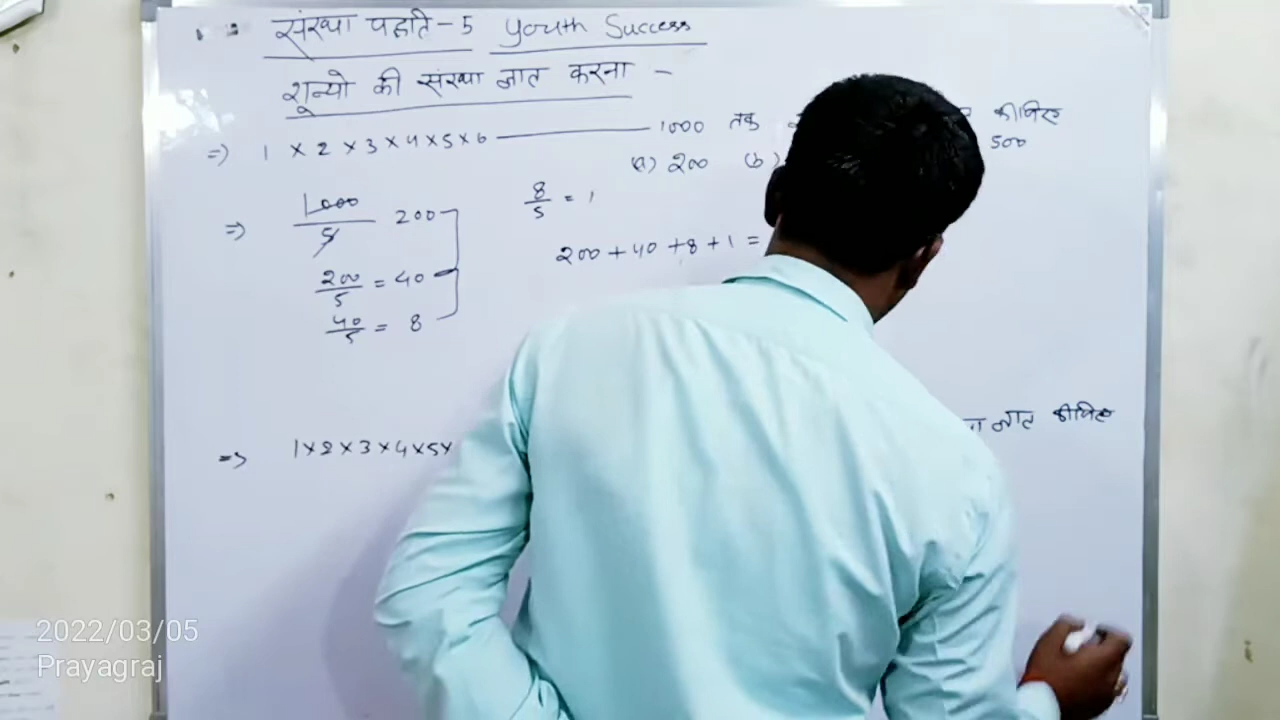 संख्या पद्दति-5 Youth Success
शून्यो की संख्या ज्ञात करना -
=> 1 × 2 × 3 × 4 × 5 × 6 ——— 1000 तक कीजिए
(a) 200 (b) 500
=> 1000/5 200
8/5 = 1
200/5 = 40
200 + 40 + 8 + 1 =
40/5 = 8
ज्ञात कीजिए
=> 1×2×3×4×5×
2022/03/05
Prayagraj